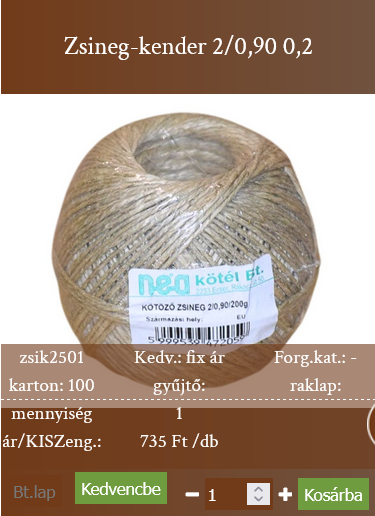 Zsineg-kender 2/0,90 0,2
nea kötél Bt.
KÖTÖZŐ ZSINEG 2/0,90/200g
Származási hely: EU
zsik2501 Kedv.: fix ár Forg.kat.: -
karton: 100 gyűjtő: raklap:
mennyiség 1
ár/KISZeng.: 735 Ft /db
Bt.lap Kedvencbe 1 Kosárba